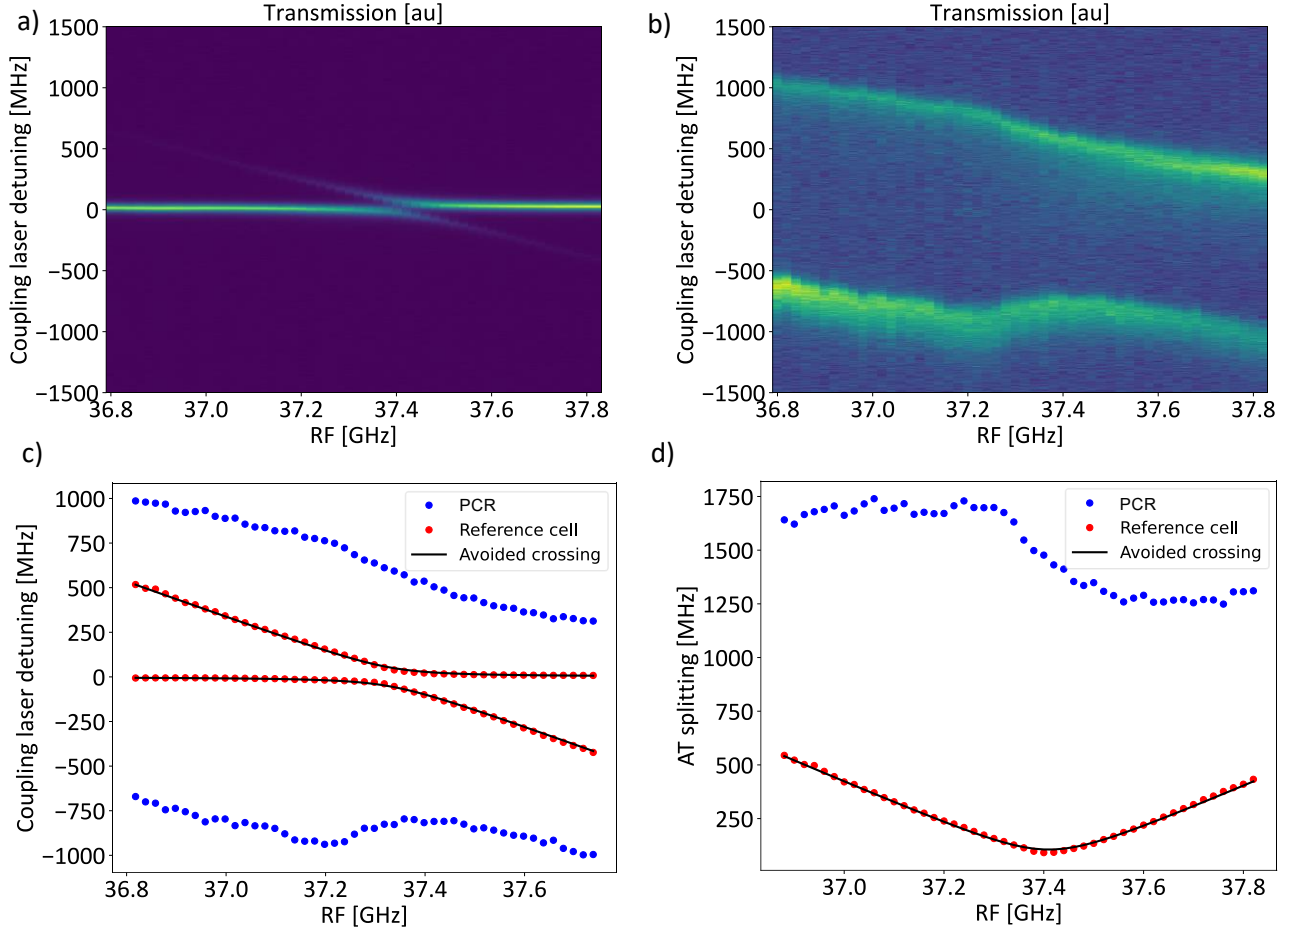 a)
Transmission [au]
Coupling laser detuning [MHz]
1500
1000
500
0
−500
−1000
−1500
36.8 37.0 37.2 37.4 37.6 37.8
RF [GHz]
b)
Transmission [au]
Coupling laser detuning [MHz]
1500
1000
500
0
−500
−1000
−1500
36.8 37.0 37.2 37.4 37.6 37.8
RF [GHz]
c)
Coupling laser detuning [MHz]
1000
750
500
250
0
−250
−500
−750
−1000
PCR
Reference cell
Avoided crossing
36.8 37.0 37.2 37.4 37.6
RF [GHz]
d)
AT splitting [MHz]
1750
1500
1250
1000
750
500
250
PCR
Reference cell
Avoided crossing
37.0 37.2 37.4 37.6 37.8
RF [GHz]